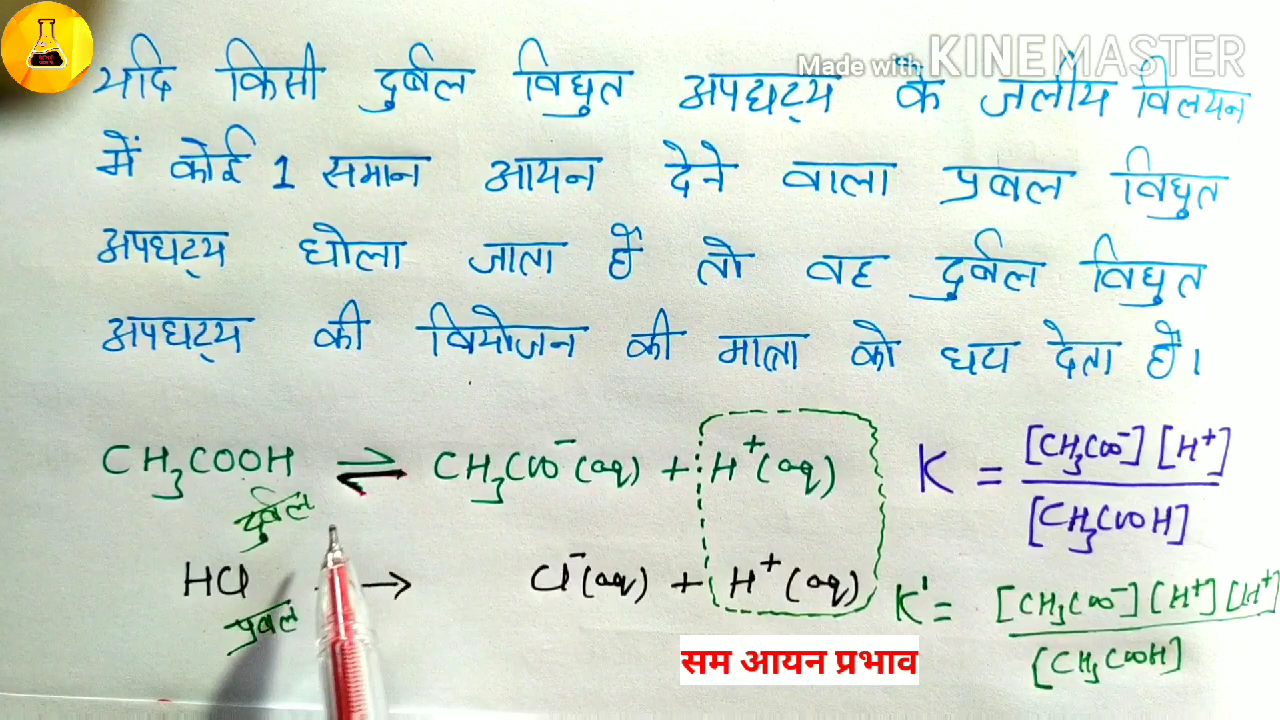 Made with KINEMASTER
यदि किसी दुर्बल विद्युत अपघट्य के जलीय विलयन
में कोई 1 समान आयन देने वाला प्रबल विद्युत
अपघट्य घोला जाता है तो वह दुर्बल विद्युत
अपघट्य की वियोजन की मात्रा को घटा देता है।
CH₃COOH ⇌ CH₃COO⁻(aq) + H⁺(aq)
दुर्बल
K = [CH₃COO⁻][H⁺] / [CH₃COOH]
HCl → Cl⁻(aq) + H⁺(aq)
प्रबल
K' = [CH₃COO⁻][H⁺][H⁺] / [CH₃COOH]
सम आयन प्रभाव